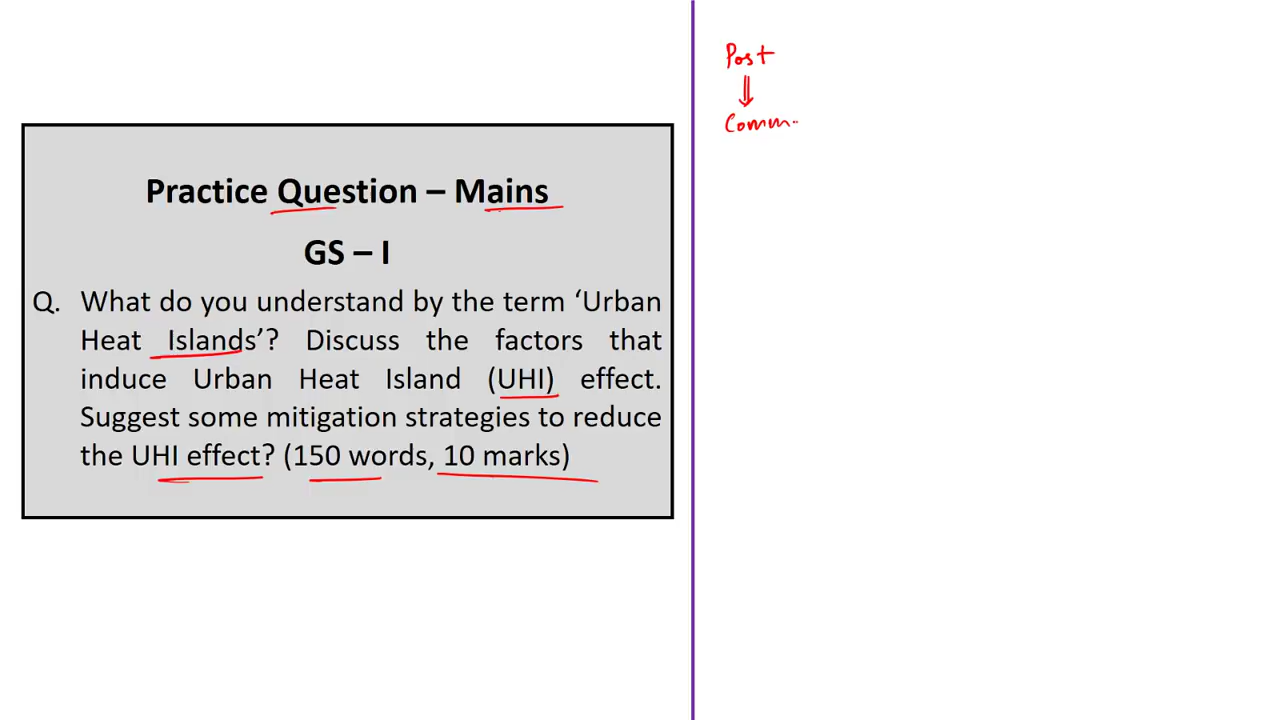 Practice Question – Mains
GS – I
Q. What do you understand by the term ‘Urban
Heat Islands’? Discuss the factors that
induce Urban Heat Island (UHI) effect.
Suggest some mitigation strategies to reduce
the UHI effect? (150 words, 10 marks)
Post
⇓
Comm.